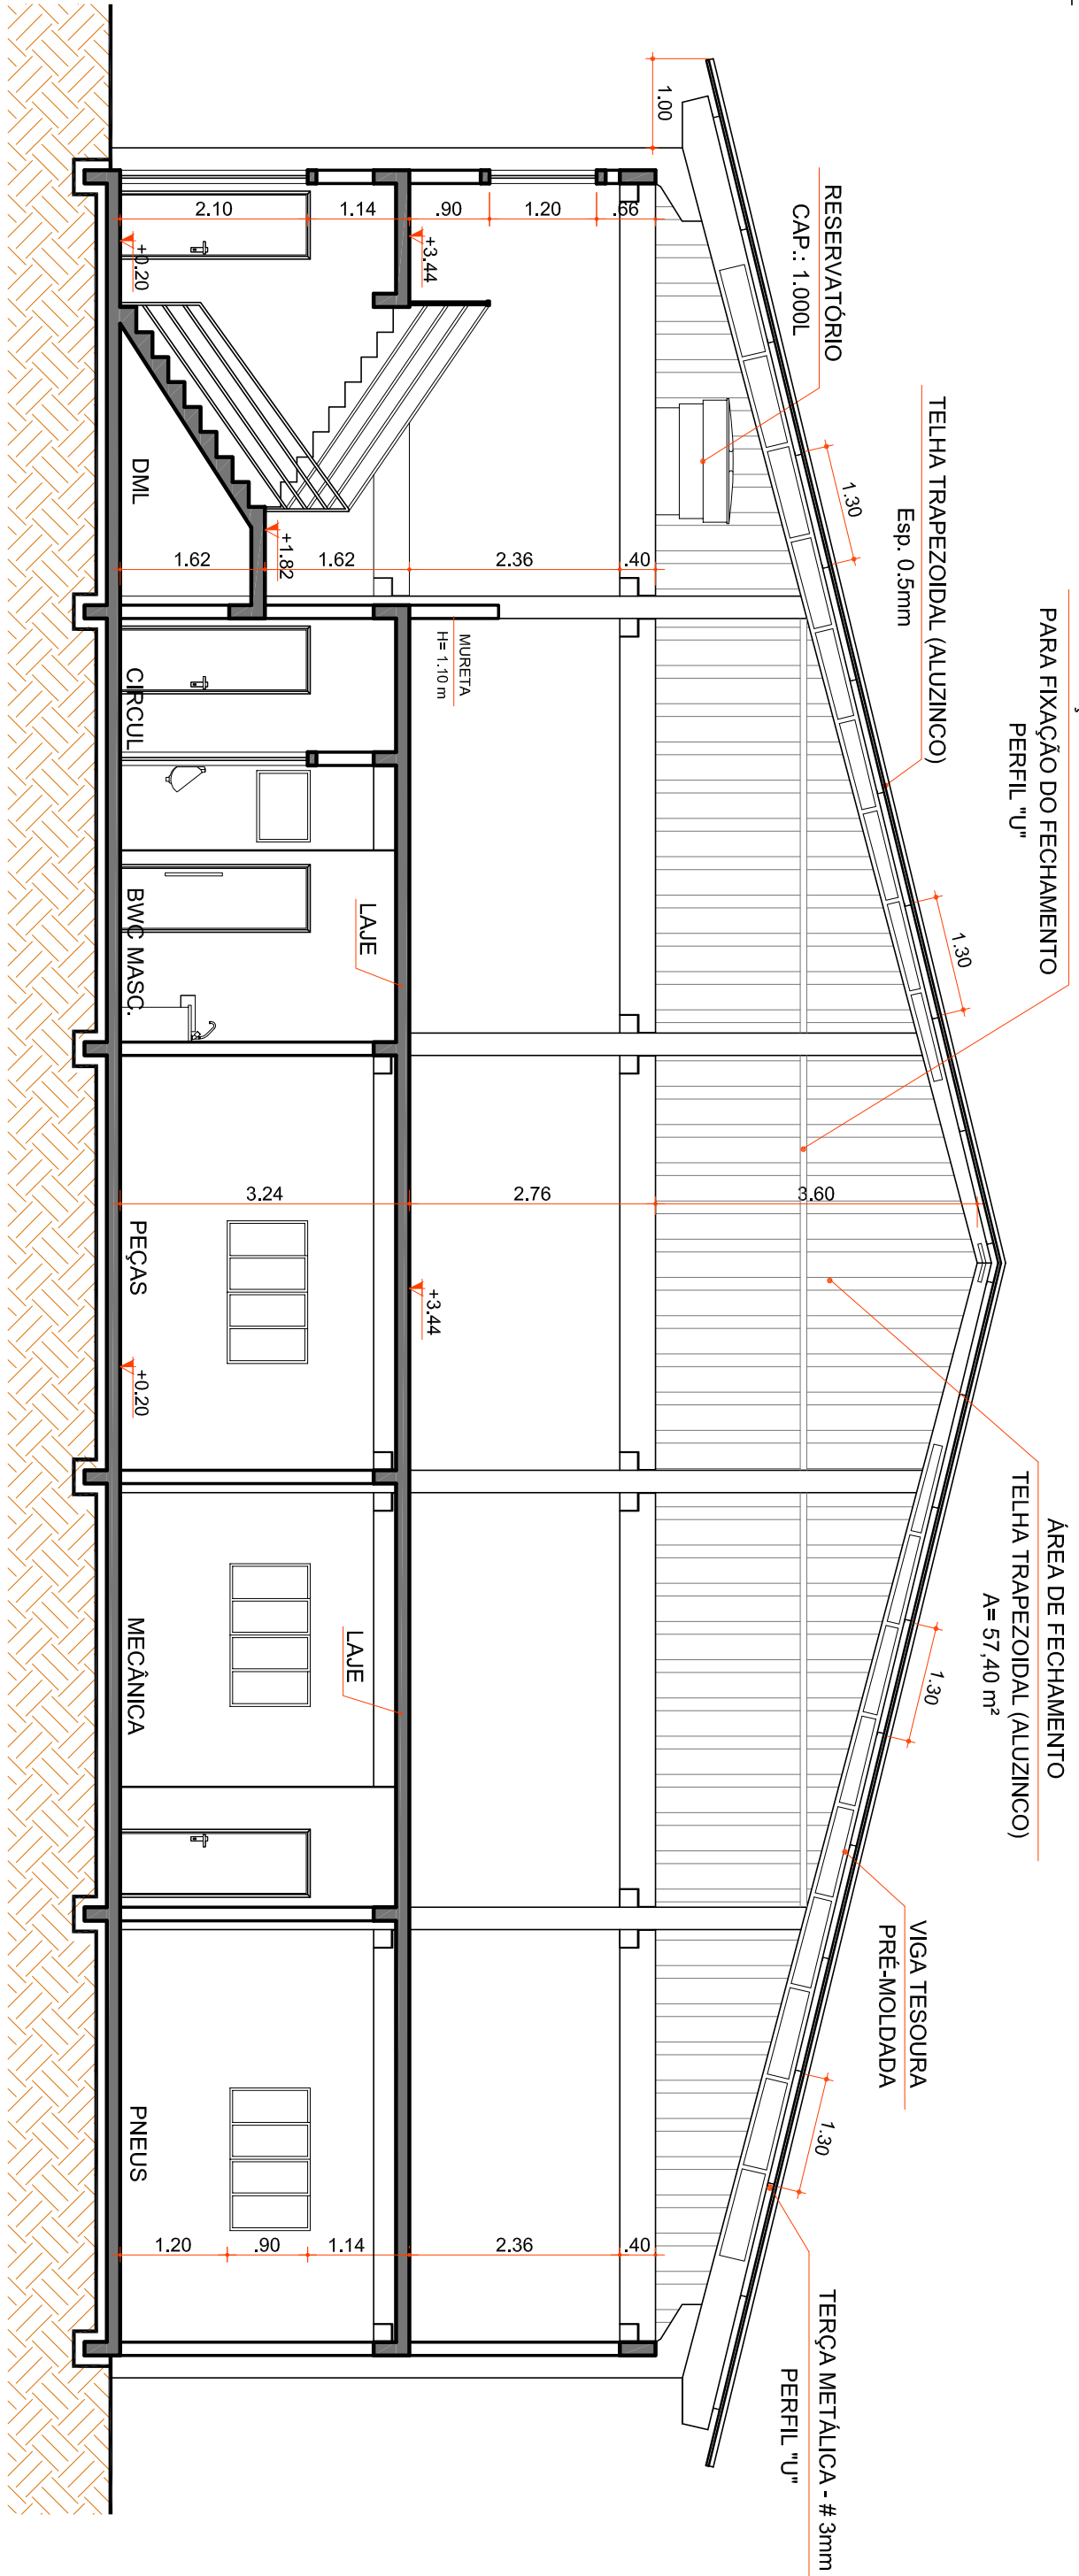 PARA FIXAÇÃO DO FECHAMENTO
PERFIL "U"
ÁREA DE FECHAMENTO
TELHA TRAPEZOIDAL (ALUZINCO)
A= 57,40 m²
TELHA TRAPEZOIDAL (ALUZINCO)
Esp. 0.5mm
VIGA TESOURA
PRÉ-MOLDADA
RESERVATÓRIO
CAP.: 1.000L
TERÇA METÁLICA - # 3mm
PERFIL "U"
1.30
1.30
1.30
1.30
1.00
.66
1.20
.90
1.14
2.10
+3.44
+0.20
.40
2.36
1.62
1.62
+1.82
MURETA
H= 1.10 m
3.60
2.76
3.24
+3.44
+0.20
.40
2.36
1.14
.90
1.20
LAJE
LAJE
DML
CIRCUL
BWC MASC.
PEÇAS
MECÂNICA
PNEUS